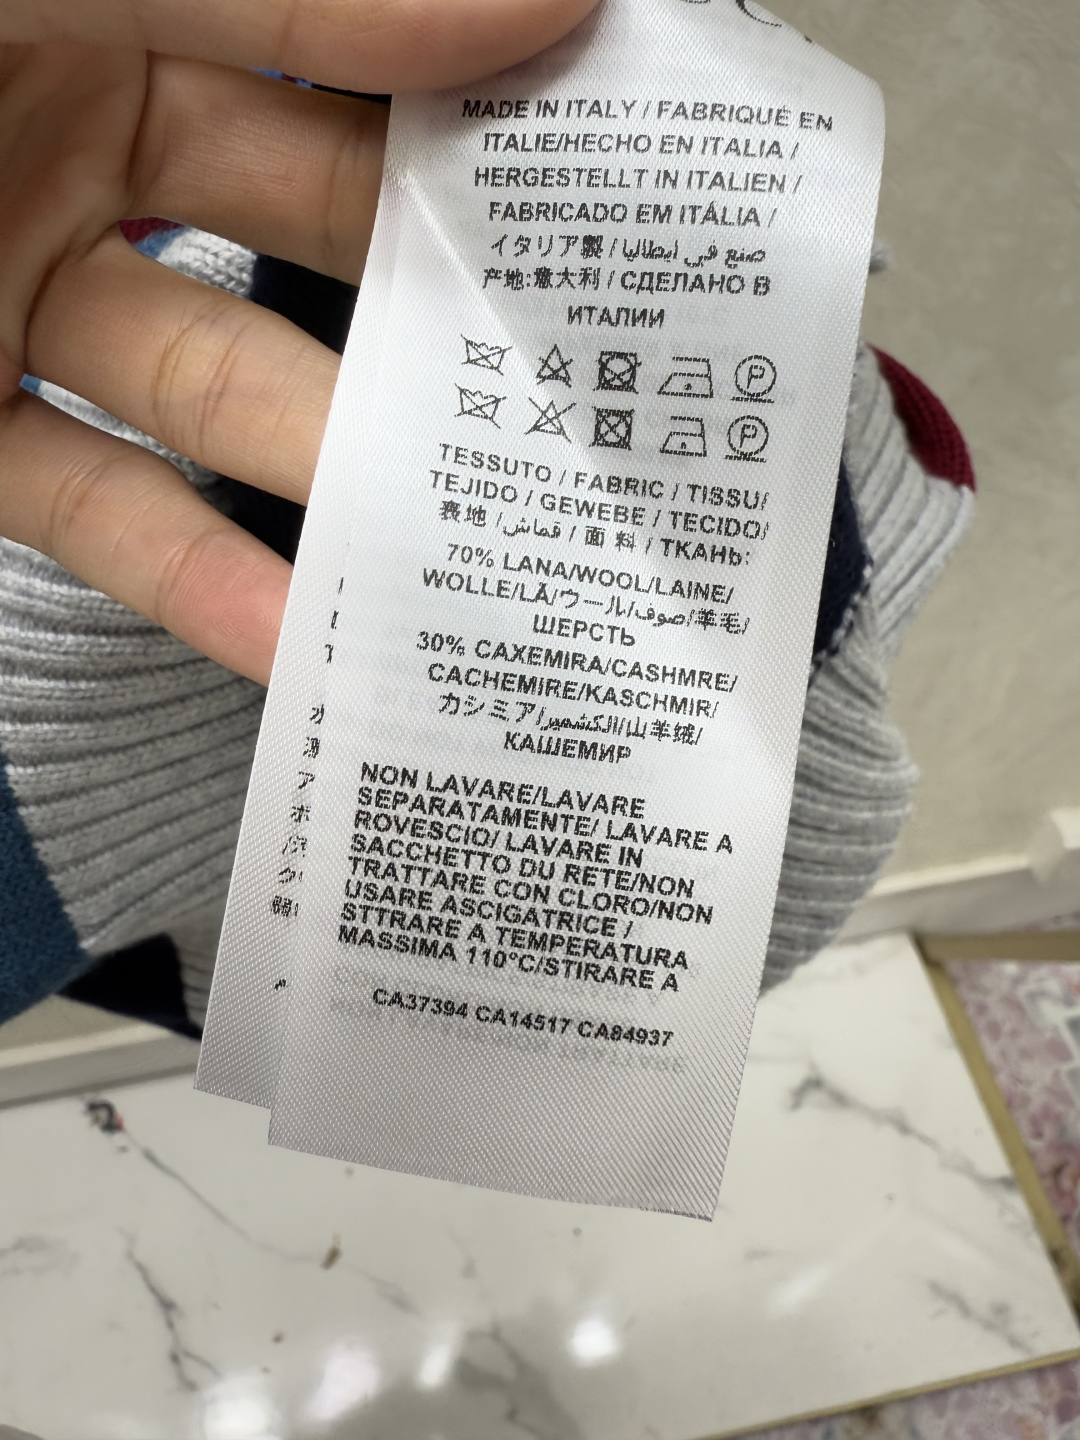 MADE IN ITALY / FABRIQUÉ EN
ITALIE/HECHO EN ITALIA /
HERGESTELLT IN ITALIEN /
FABRICADO EM ITÁLIA /
イタリア製 / صنع في ايطاليا
产地:意大利 / СДЕЛАНО В
ИТАЛИИ
P
P
TESSUTO / FABRIC / TISSU/
TEJIDO / GEWEBE / TECIDO/
表地 /قماش / 面 料 / ТКАНЬ:
70% LANA/WOOL/LAINE/
WOLLE/LÃ/ウール/صوف/羊毛/
ШЕРСТЬ
30% CAXEMIRA/CASHMRE/
CACHEMIRE/KASCHMIR/
カシミア/الكشمير/山羊绒/
КАШЕМИР
NON LAVARE/LAVARE
SEPARATAMENTE/ LAVARE A
ROVESCIO/ LAVARE IN
SACCHETTO DU RETE/NON
TRATTARE CON CLORO/NON
USARE ASCIGATRICE /
STTRARE A TEMPERATURA
MASSIMA 110°C/STIRARE A
CA37394 CA14517 CA84937